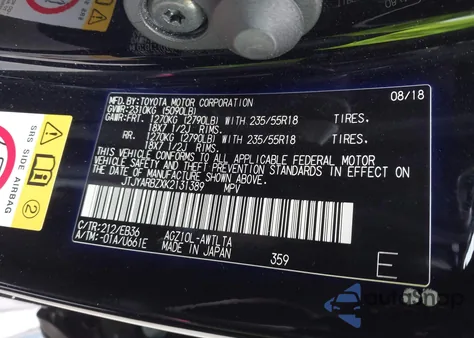 MFD.BY: TOYOTA MOTOR CORPORATION 08/18
GVWR: 2310KG (5090LB)
GAWR: FRT. 1270KG (2790LB) WITH 235/55R18 TIRES.
18X7 1/2J RIMS.
RR. 1270KG (2790LB) WITH 235/55R18 TIRES.
18X7 1/2J RIMS.
THIS VEHICLE CONFORMS TO ALL APPLICABLE FEDERAL MOTOR
VEHICLE SAFETY, BUMPER, AND THEFT PREVENTION STANDARDS IN EFFECT ON
THE DATE OF MANUFACTURE SHOWN ABOVE.
JTJYARBZXK2131389 MPV
C/TR: 212/EB36 AGZ10L-AWTLTA
A/TM: -01A/U661E MADE IN JAPAN 359 E
SRS SIDE AIRBAG
AutoSnap